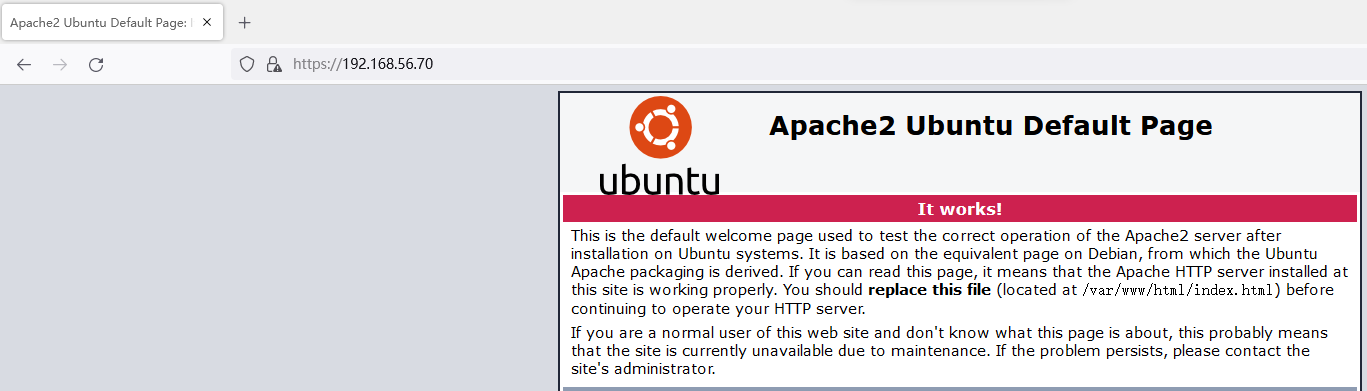 Apache2 Ubuntu Default Page:
https://192.168.56.70
Apache2 Ubuntu Default Page
ubuntu
It works!
This is the default welcome page used to test the correct operation of the Apache2 server after
installation on Ubuntu systems. It is based on the equivalent page on Debian, from which the Ubuntu
Apache packaging is derived. If you can read this page, it means that the Apache HTTP server installed at
this site is working properly. You should replace this file (located at /var/www/html/index.html) before
continuing to operate your HTTP server.
If you are a normal user of this web site and don't know what this page is about, this probably means
that the site is currently unavailable due to maintenance. If the problem persists, please contact the
site's administrator.